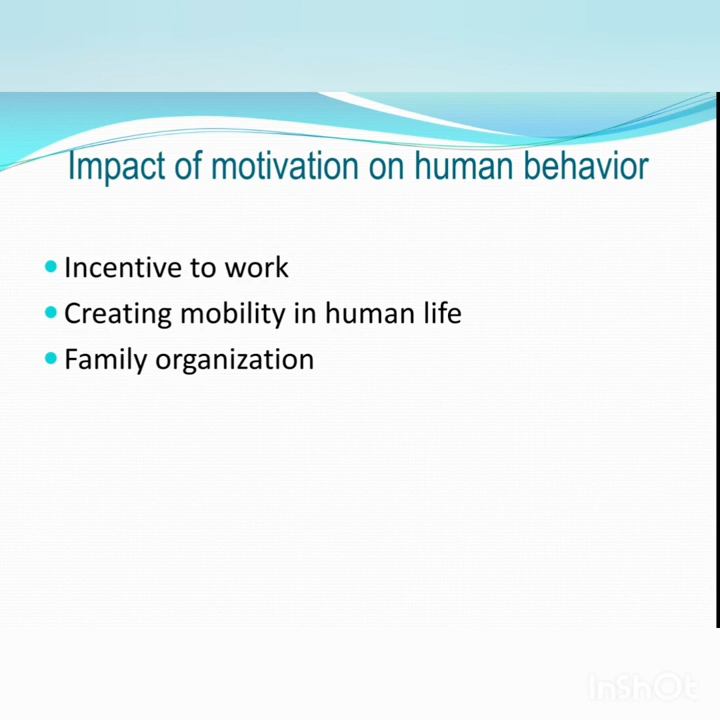 Impact of motivation on human behavior
Incentive to work
Creating mobility in human life
Family organization
InShOt